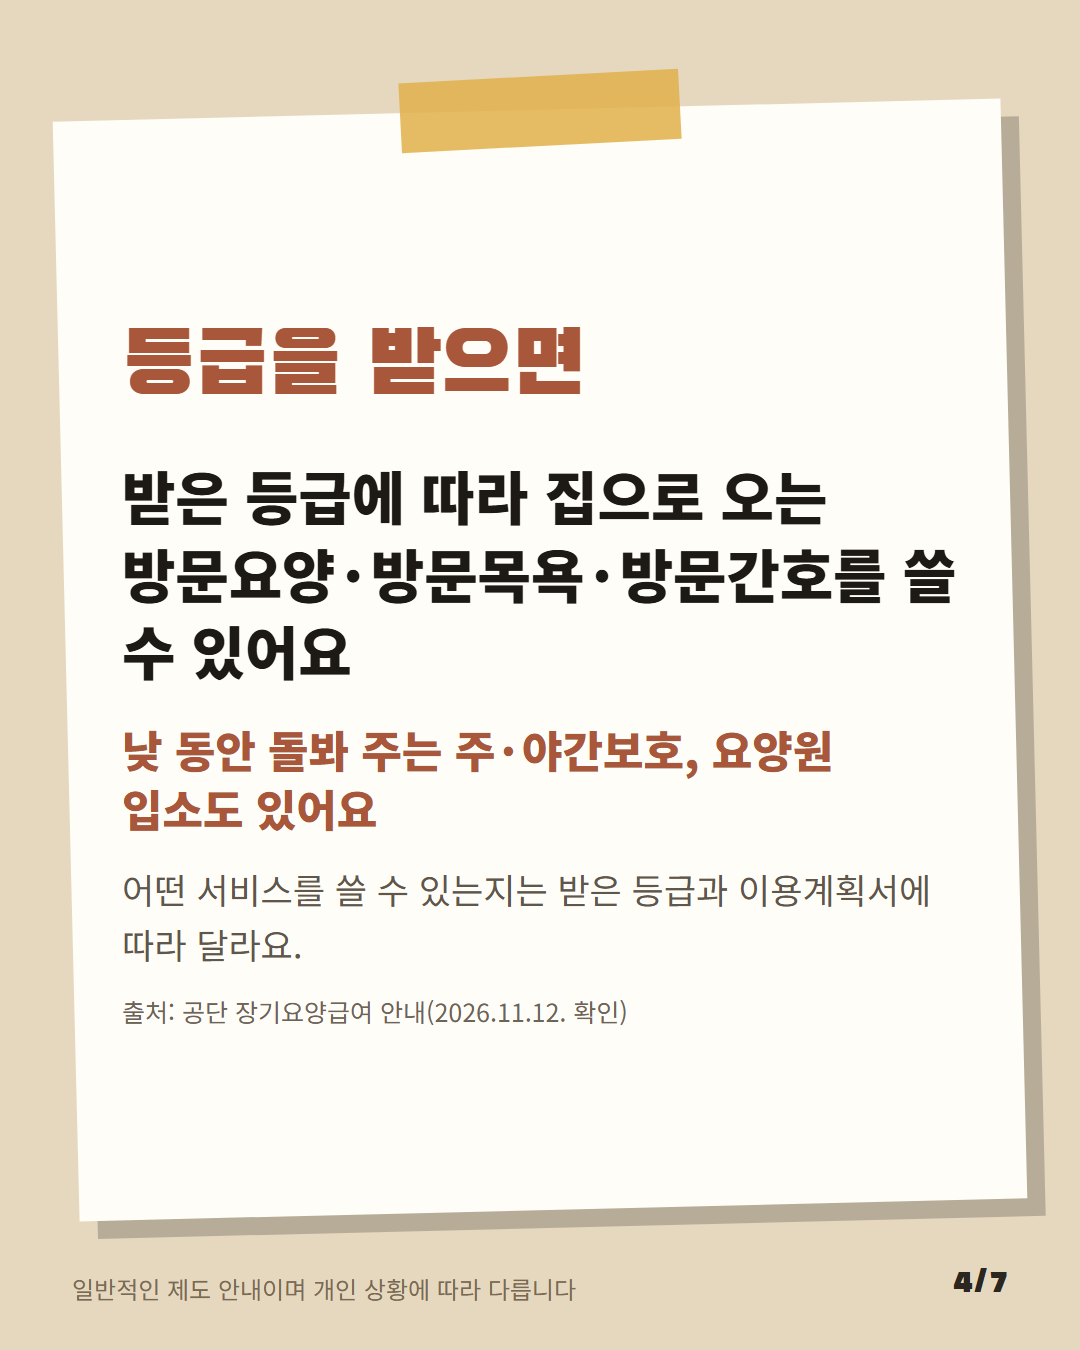 등급을 받으면
받은 등급에 따라 집으로 오는
방문요양·방문목욕·방문간호를 쓸
수 있어요
낮 동안 돌봐 주는 주·야간보호, 요양원
입소도 있어요
어떤 서비스를 쓸 수 있는지는 받은 등급과 이용계획서에
따라 달라요.
출처: 공단 장기요양급여 안내(2026.11.12. 확인)
일반적인 제도 안내이며 개인 상황에 따라 다릅니다
4/7